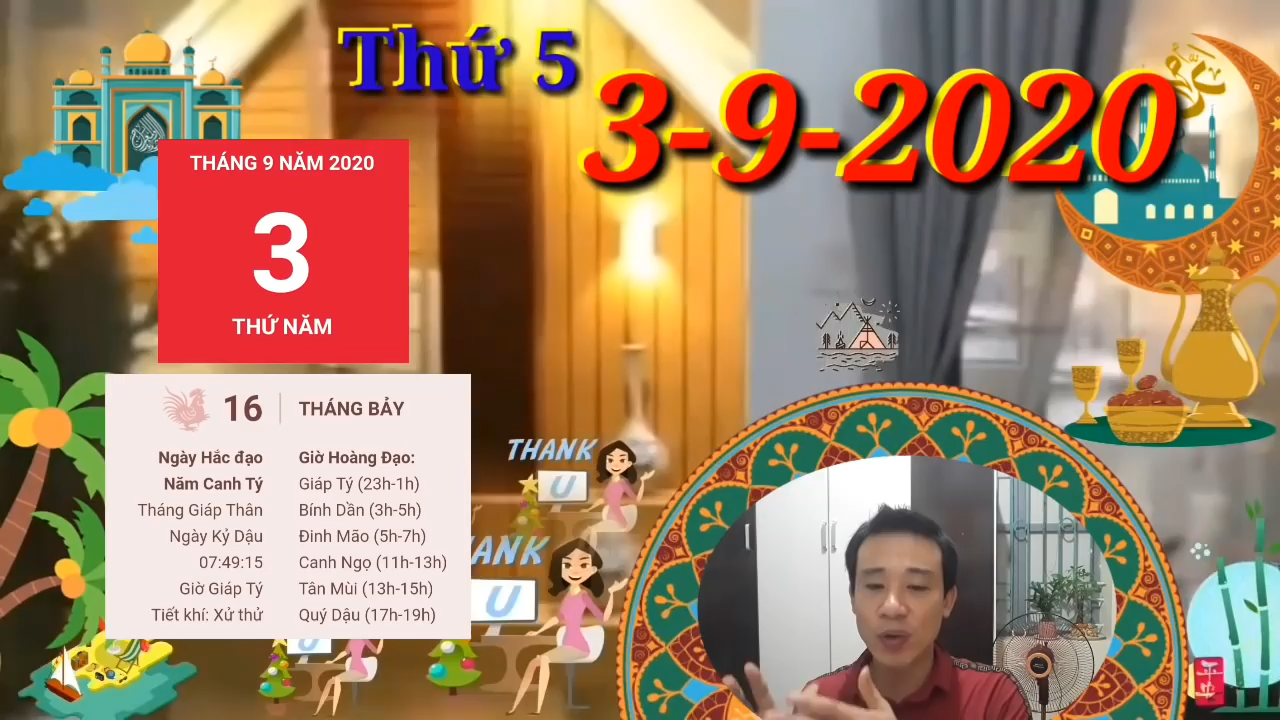 Thứ 5
3-9-2020
THÁNG 9 NĂM 2020
3
THỨ NĂM
16
THÁNG BẢY
Ngày Hắc đạo
Năm Canh Tý
Tháng Giáp Thân
Ngày Kỷ Dậu
07:49:15
Giờ Giáp Tý
Tiết khí: Xử thử
Giờ Hoàng Đạo:
Giáp Tý (23h-1h)
Bính Dần (3h-5h)
Đinh Mão (5h-7h)
Canh Ngọ (11h-13h)
Tân Mùi (13h-15h)
Quý Dậu (17h-19h)
THANK
U
ANK
U
U